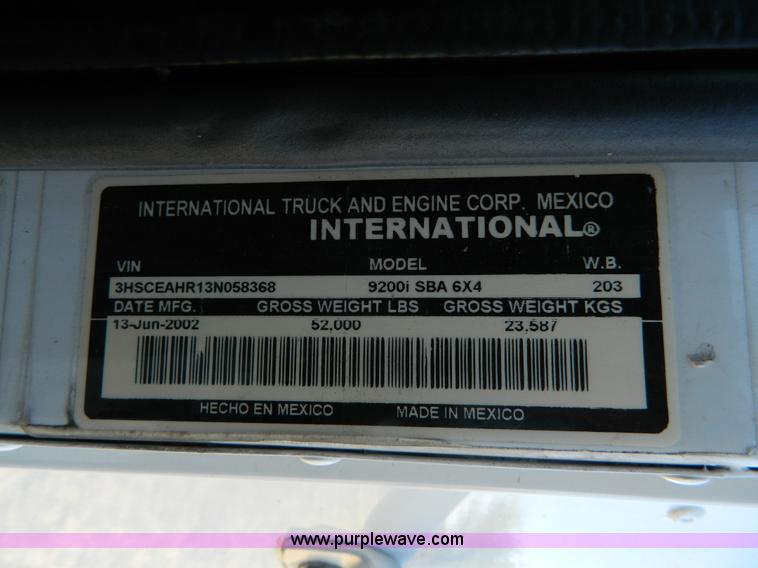 INTERNATIONAL TRUCK AND ENGINE CORP. MEXICO
INTERNATIONAL®
VIN MODEL W.B.
3HSCEAHR13N058368 9200i SBA 6X4 203
DATE MFG. GROSS WEIGHT LBS GROSS WEIGHT KGS
13-Jun-2002 52,000 23,587
HECHO EN MEXICO MADE IN MEXICO
www.purplewave.com